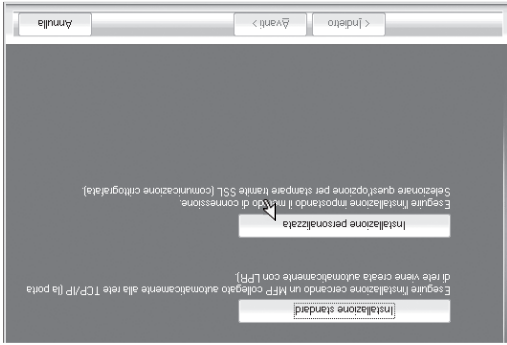 Installazione standard
Eseguire l'installazione cercando un MFP collegato automaticamente alla rete TCP/IP (la porta
di rete viene creata automaticamente con LPR).
Installazione personalizzata
Eseguire l'installazione impostando il metodo di connessione.
Selezionare quest'opzione per stampare tramite SSL (comunicazione crittografata).
< Indietro
Avanti >
Annulla